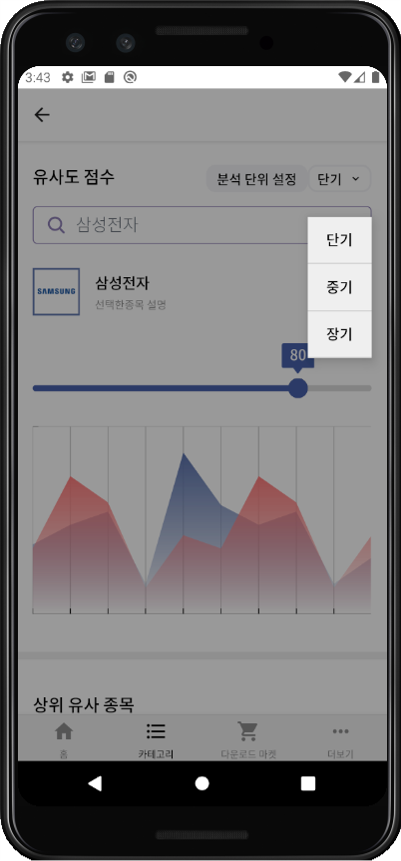 3:43
유사도 점수
분석 단위 설정
단기
삼성전자
단기
중기
장기
SAMSUNG
삼성전자
선택한종목 설명
80
상위 유사 종목
홈
카테고리
다운로드 마켓
더보기